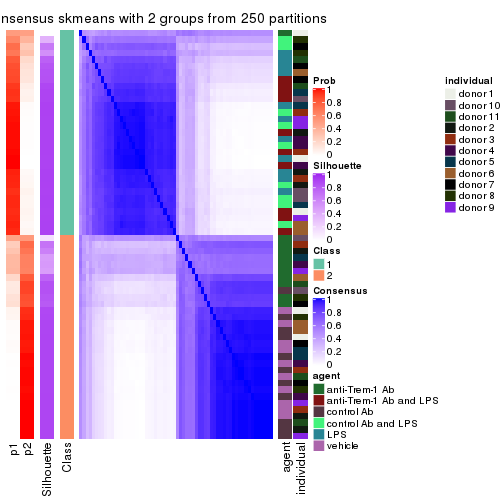 nsensus skmeans with 2 groups from 250 partitions
p1
p2
Silhouette
Class
agent
individual
Prob
1
0.8
0.6
0.4
0.2
0
Silhouette
1
0.8
0.6
0.4
0.2
0
Class
1
2
Consensus
1
0.8
0.6
0.4
0.2
0
agent
anti-Trem-1 Ab
anti-Trem-1 Ab and LPS
control Ab
control Ab and LPS
LPS
vehicle
individual
donor 1
donor 10
donor 11
donor 2
donor 3
donor 4
donor 5
donor 6
donor 7
donor 8
donor 9